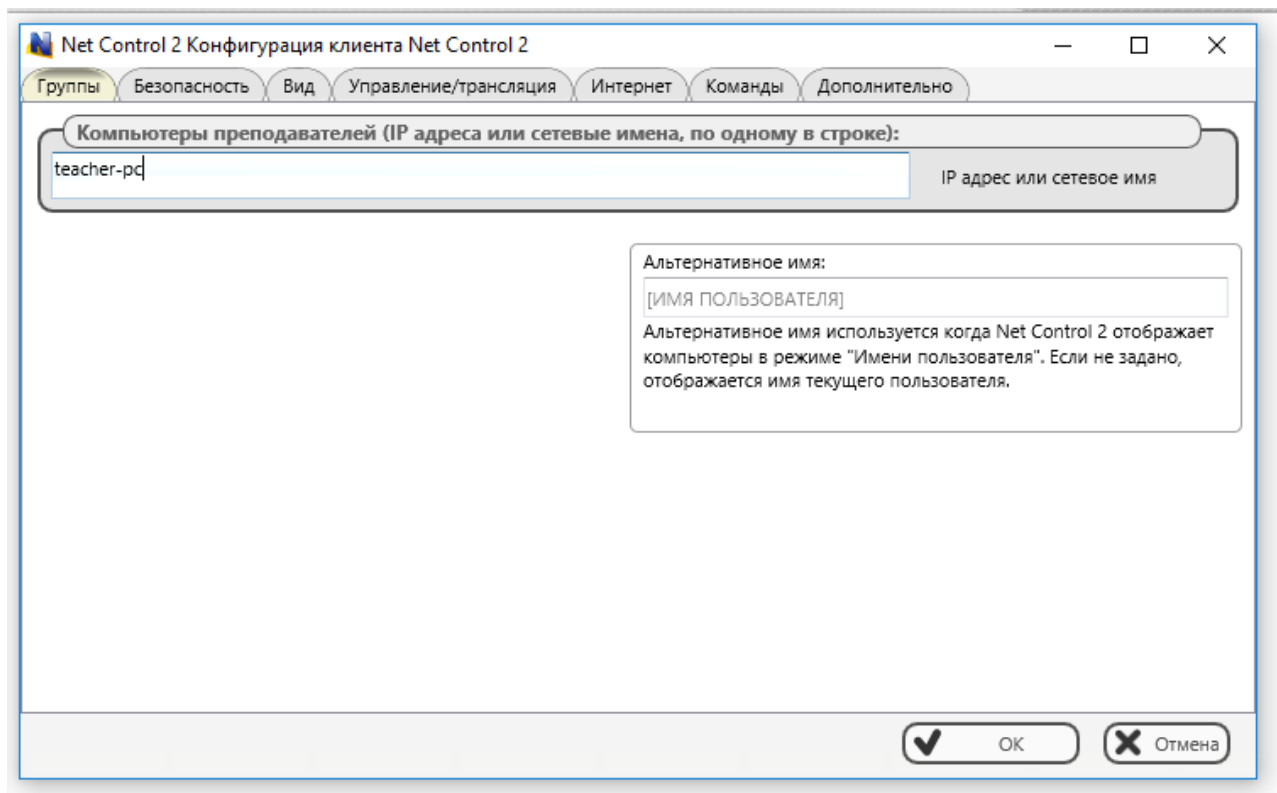 Net Control 2 Конфигурация клиента Net Control 2
Группы Безопасность Вид Управление/трансляция Интернет Команды Дополнительно
Компьютеры преподавателей (IP адреса или сетевые имена, по одному в строке):
teacher-pc
IP адрес или сетевое имя
Альтернативное имя:
[ИМЯ ПОЛЬЗОВАТЕЛЯ]
Альтернативное имя используется когда Net Control 2 отображает
компьютеры в режиме "Имени пользователя". Если не задано,
отображается имя текущего пользователя.
OK Отмена